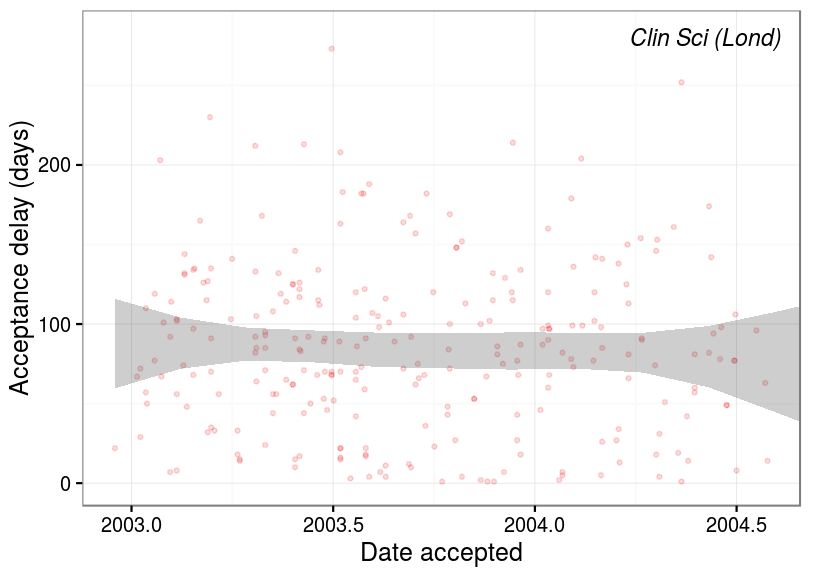 Clin Sci (Lond)
Acceptance delay (days)
200
100
0
2003.0 2003.5 2004.0 2004.5
Date accepted